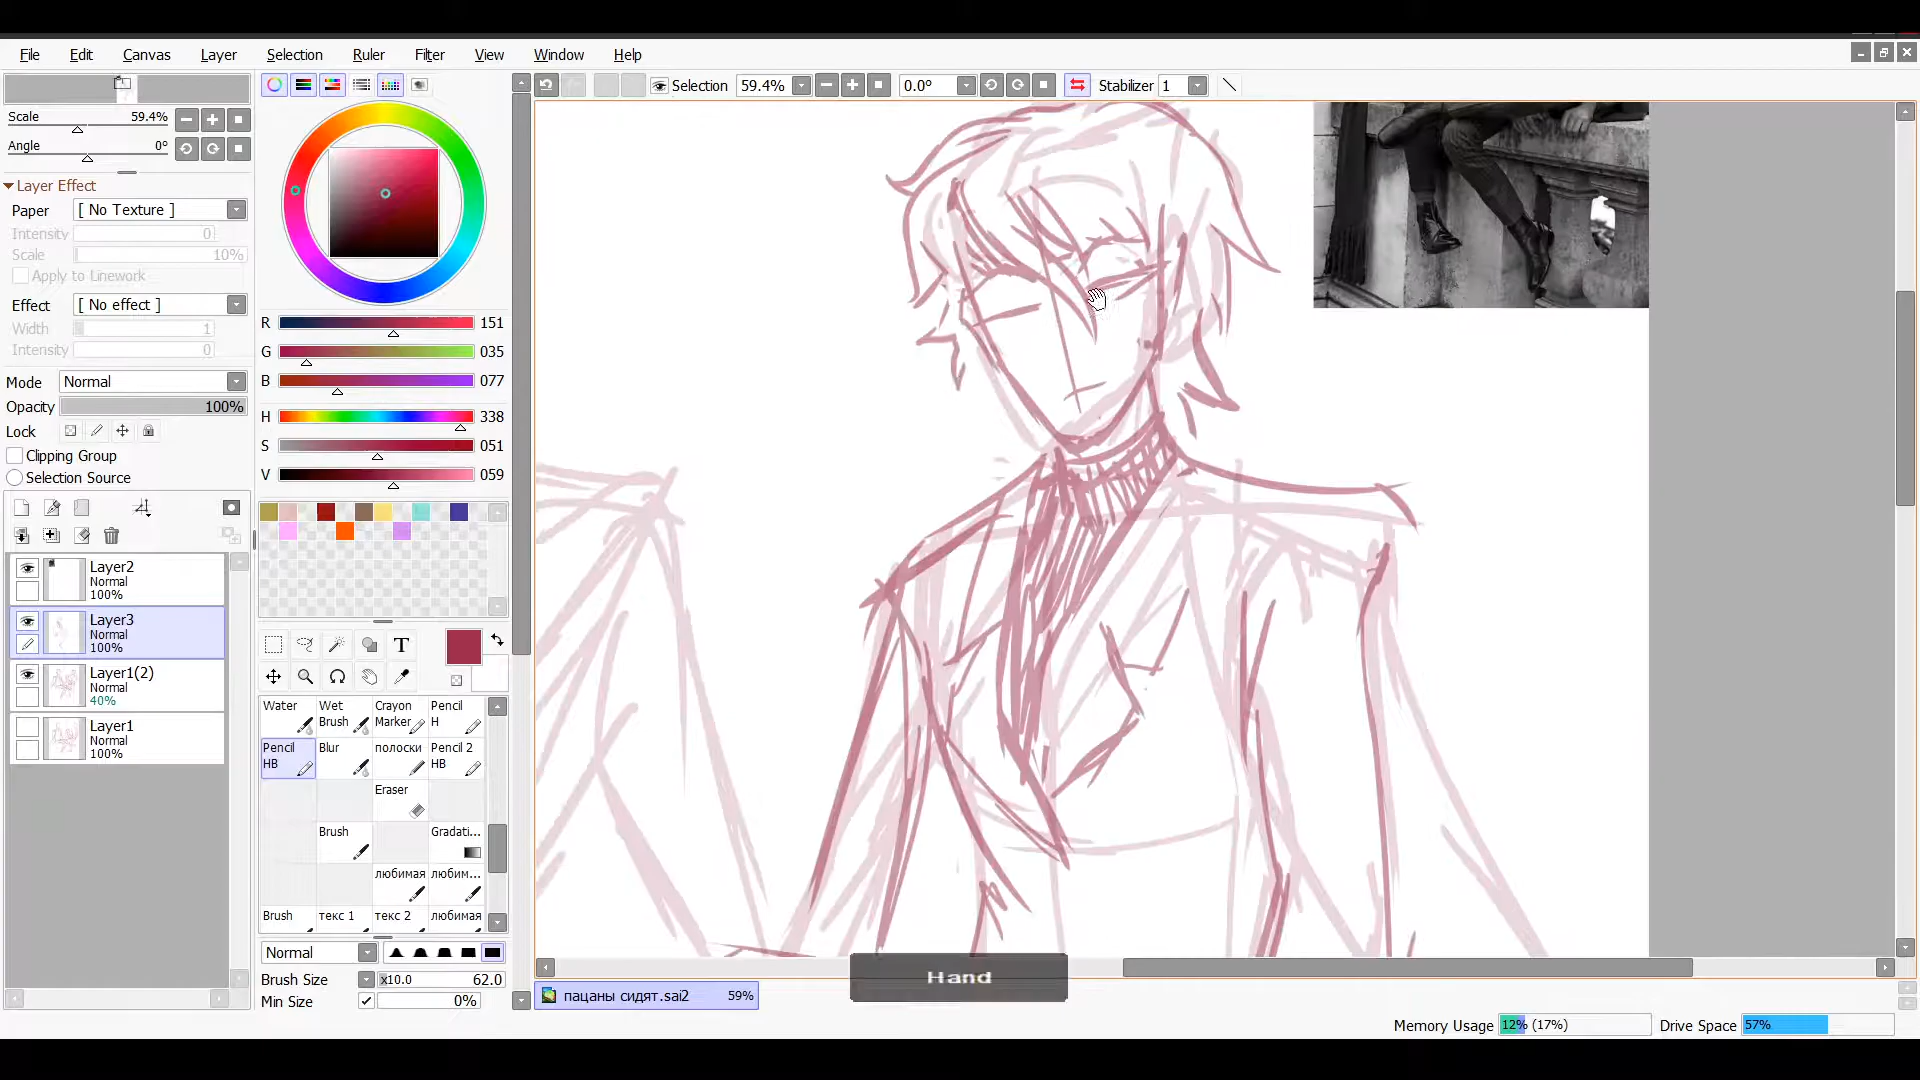 File Edit Canvas Layer Selection Ruler Filter View Window Help
Selection 59.4% 0.0° Stabilizer 1
Scale 59.4%
Angle 0°
Layer Effect
Paper [ No Texture ]
Intensity 0
Scale 10%
Apply to Linework
Effect [ No effect ]
Width 1
Intensity 0
Mode Normal
Opacity 100%
Lock
Clipping Group
Selection Source
Layer2
Normal
100%
Layer3
Normal
100%
Layer1(2)
Normal
40%
Layer1
Normal
100%
R 151
G 035
B 077
H 338
S 051
V 059
T
Water Wet Brush Crayon Marker Pencil H
Pencil HB Blur полоски Pencil 2 HB
Eraser
Brush Gradati...
любимая любим...
Brush текс 1 текс 2 любимая
Normal
Brush Size x10.0 62.0
Min Size 0%
Hand
пацаны сидят.sai2 59%
Memory Usage 12% (17%) Drive Space 57%